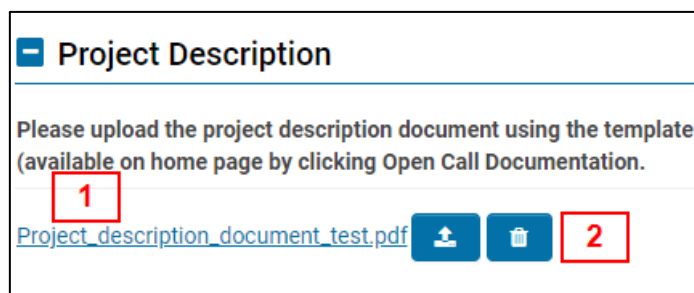 Project Description
Please upload the project description document using the template
(available on home page by clicking Open Call Documentation.
1
Project_description_document_test.pdf
2